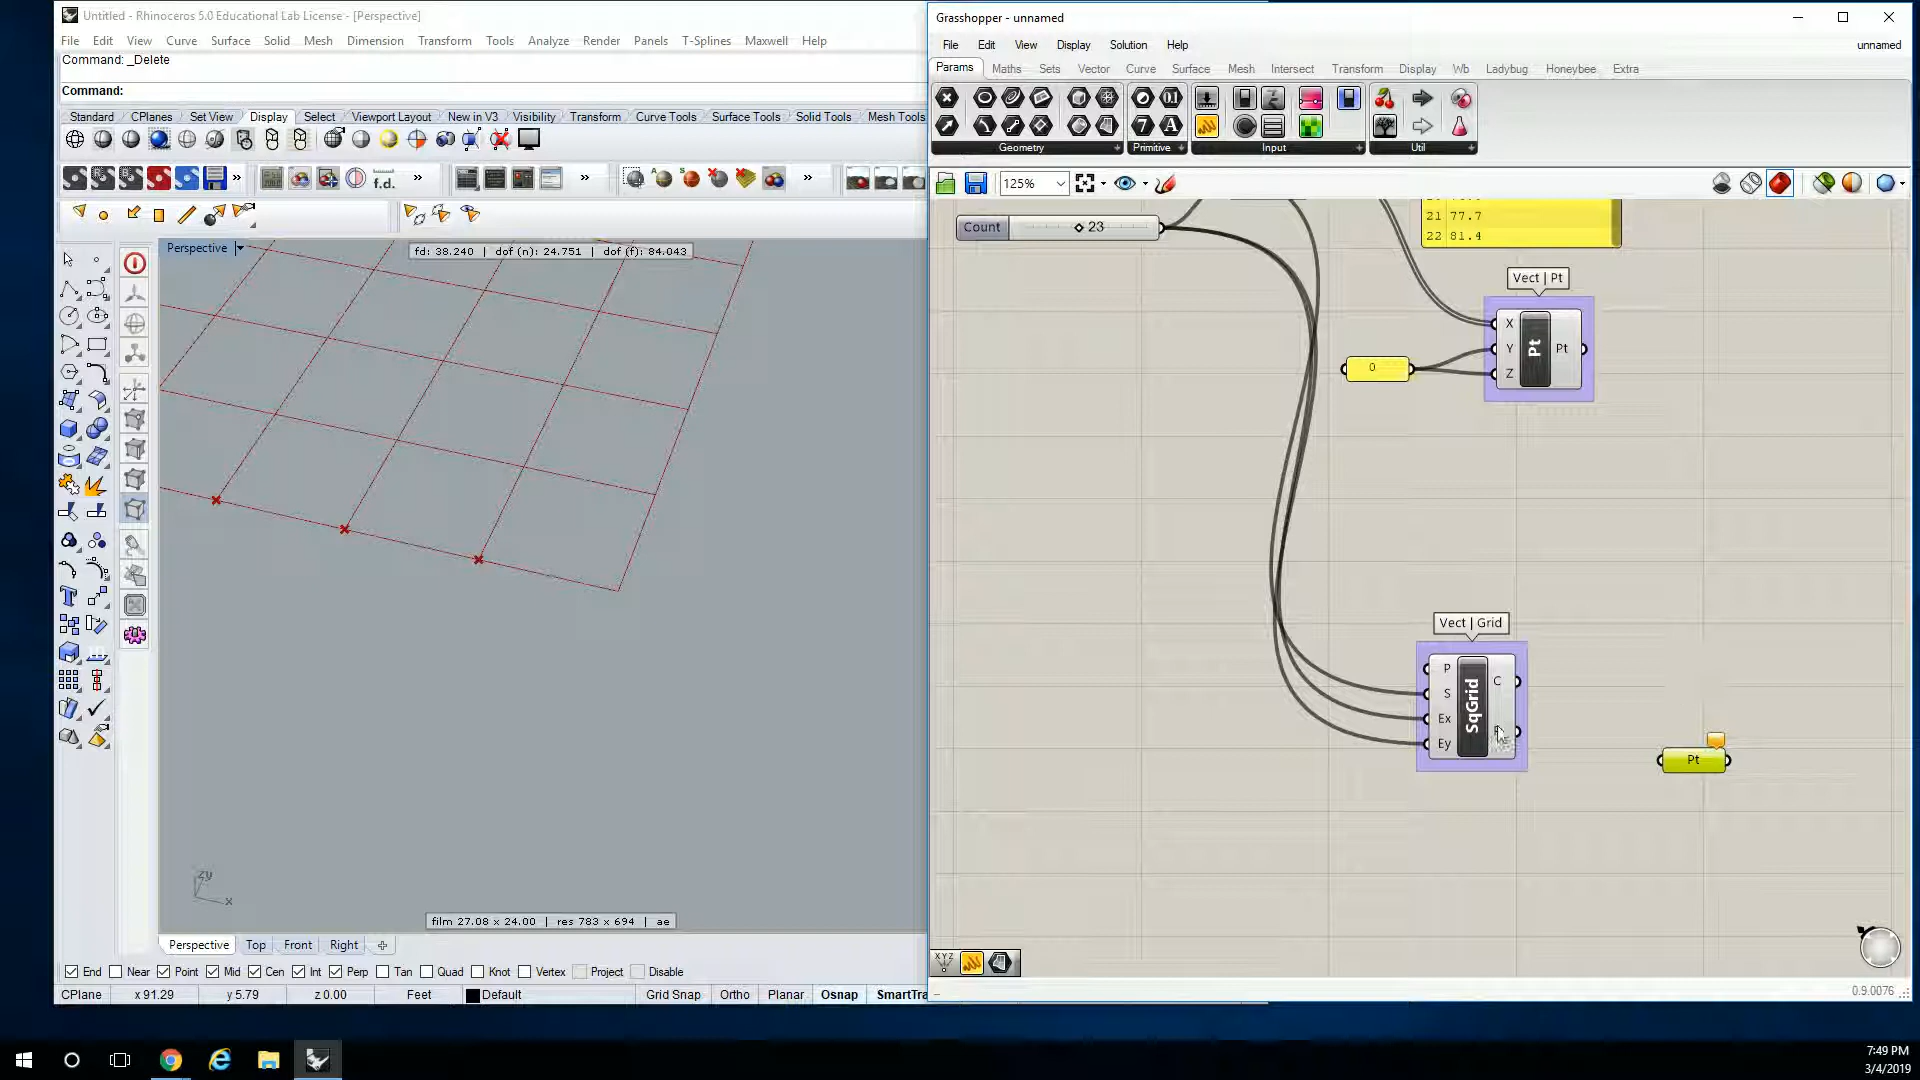 Untitled - Rhinoceros 5.0 Educational Lab License - [Perspective]
File Edit View Curve Surface Solid Mesh Dimension Transform Tools Analyze Render Panels T-Splines Maxwell Help
Command: _Delete
Command:
Standard CPlanes Set View Display Select Viewport Layout New in V3 Visibility Transform Curve Tools Surface Tools Solid Tools Mesh Tools
f.d.
Perspective
fd: 38.240 | dof (n): 24.751 | dof (f): 84.043
zy
x
film 27.08 x 24.00 | res 783 x 694 | ae
Perspective Top Front Right
End Near Point Mid Cen Int Perp Tan Quad Knot Vertex Project Disable
CPlane x 91.29 y 5.79 z 0.00 Feet Default Grid Snap Ortho Planar Osnap SmartTra
Grasshopper - unnamed
File Edit View Display Solution Help unnamed
Params Maths Sets Vector Curve Surface Mesh Intersect Transform Display Wb Ladybug Honeybee Extra
Geometry Primitive Input Util
125%
Count 23
21 77.7
22 81.4
Vect | Pt
X
Y
Z
Pt
Pt
0
Vect | Grid
P
S
Ex
Ey
SqGrid
C
Pt
XYZ
0.9.0076
7:49 PM
3/4/2019